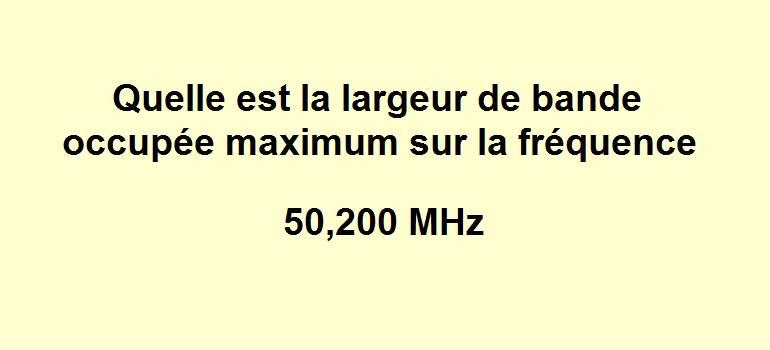 Quelle est la largeur de bande
occupée maximum sur la fréquence
50,200 MHz